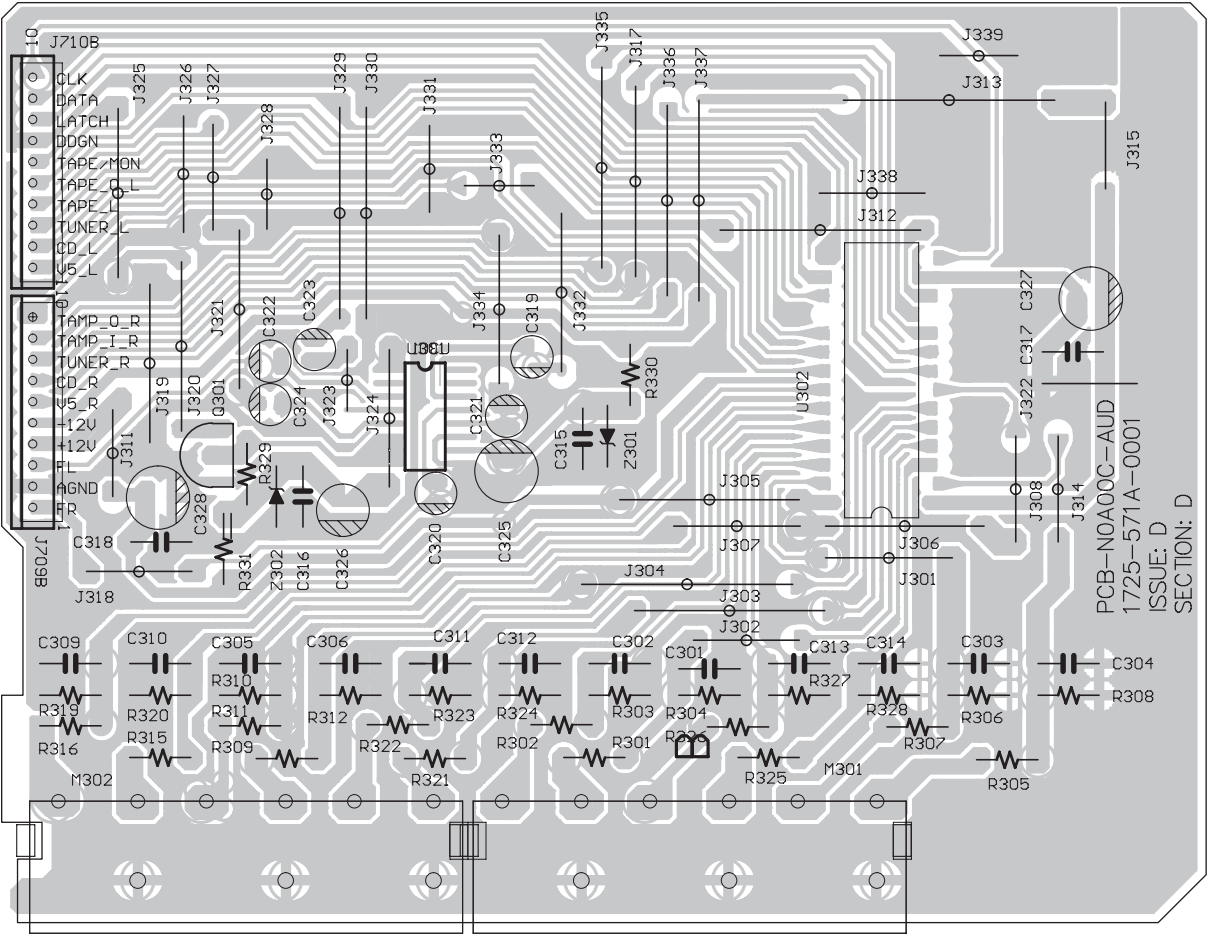 01
J710B
CLK
DATA
LATCH
DDGN
TAPE/MON
TAPE_O_L
TAPE_L
TUNER_L
CD_L
V5_L
1
10
TAMP_O_R
TAMP_I_R
TUNER_R
CD_R
V5_R
-12V
+12V
FL
AGND
FR
1
J709B
J325
J326
J327
J328
J329
J330
J331
J333
J335
J317
J336
J337
J339
J313
J315
J338
J312
J321
C322
C323
J334
C319
J332
C327
C317
J322
J319
J320
Q301
C324
J323
J324
C321
R330
U302
J311
R329
C315
Z301
C328
C318
R331
Z302
C316
C326
C320
C325
J305
J307
J306
J301
J308
J314
J318
J304
J303
J302
PCB-N0A00C-AUD
1725-571A-0001
ISSUE: D
SECTION: D
C309
C310
C305
C306
C311
C312
C302
C301
C313
C314
C303
C304
R319
R320
R310
R311
R312
R323
R324
R303
R304
R327
R328
R306
R308
R316
R315
R309
R322
R321
R302
R301
R326
R325
R307
R305
M302
M301